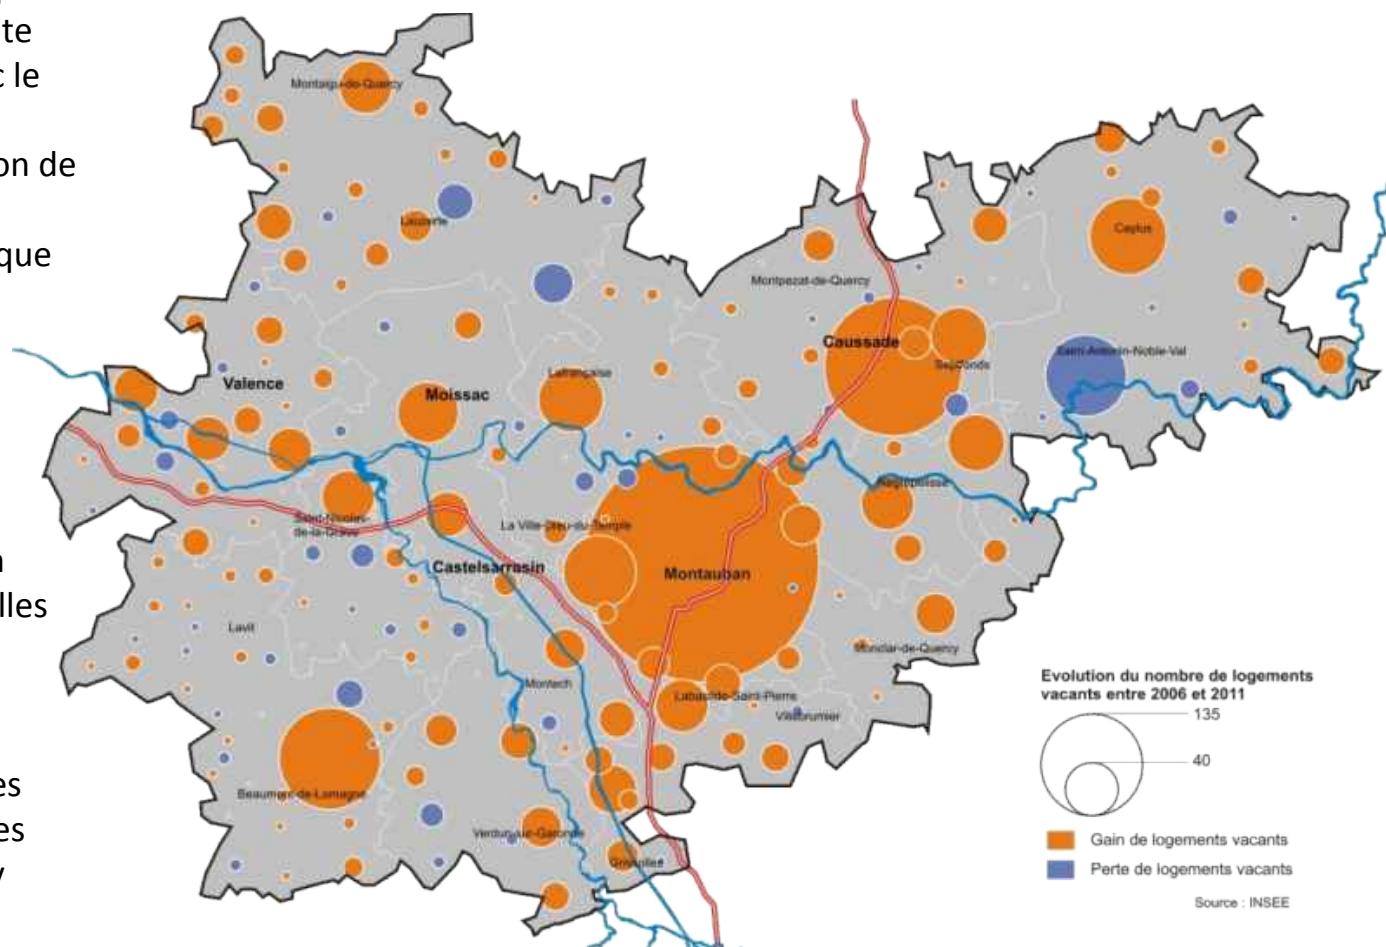 te
c le
on de
que
n
lles
es
es
y
Montaigu-de-Quercy
Lauzerte
Caylus
Montpezat-de-Quercy
Caussade
Septfonds
Saint-Antonin-Noble-Val
Lafrançaise
Valence
Moissac
Nègrepelisse
Saint-Nicolas-
de-la-Grave
La Ville-Dieu-du-Temple
Castelsarrasin
Montauban
Lavit
Monclar-de-Quercy
Montech
Labastide-Saint-Pierre
Villebrumier
Beaumont-de-Lomagne
Verdun-sur-Garonne
Grisolles
Evolution du nombre de logements
vacants entre 2006 et 2011
135
40
Gain de logements vacants
Perte de logements vacants
Source : INSEE